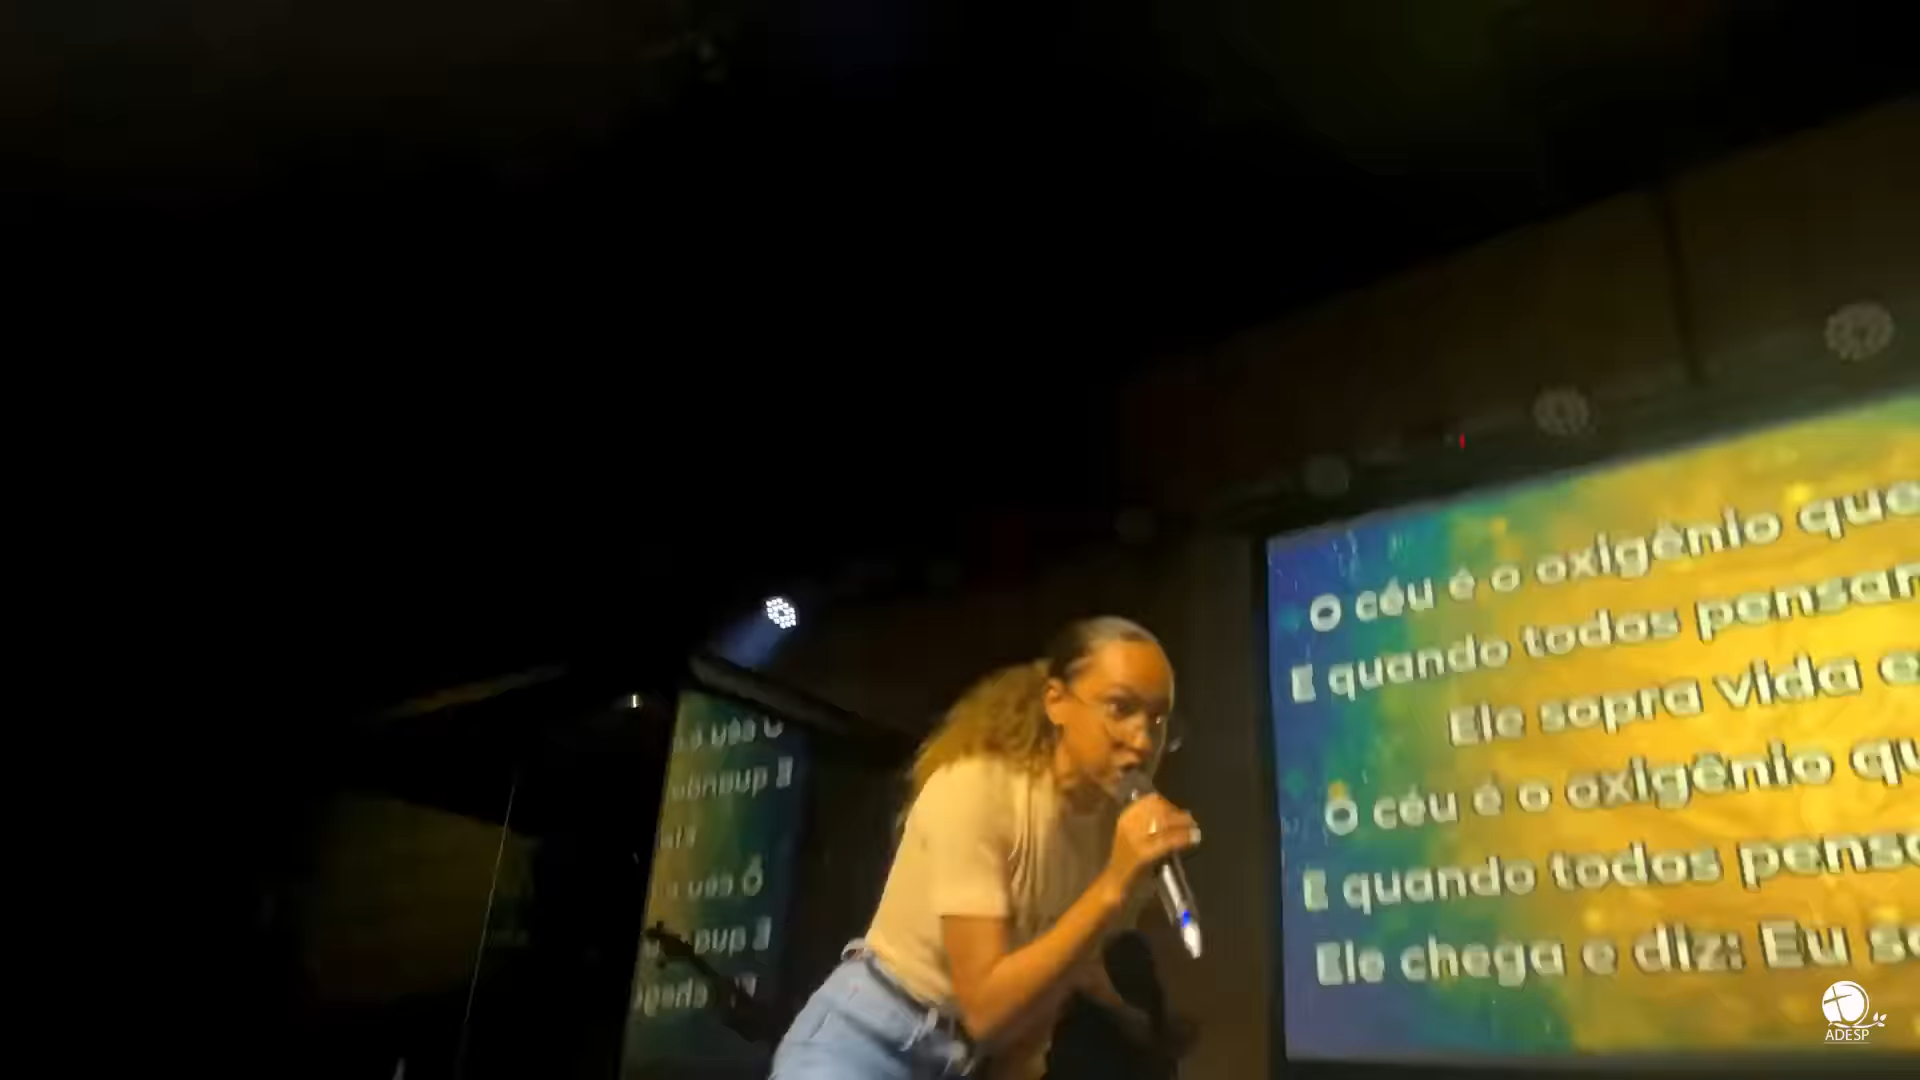 O céu é o oxigênio que
E quando todos pensar
Ele sopra vida e
O céu é o oxigênio qu
E quando todos pens
Ele chega e diz: Eu s
ADESP